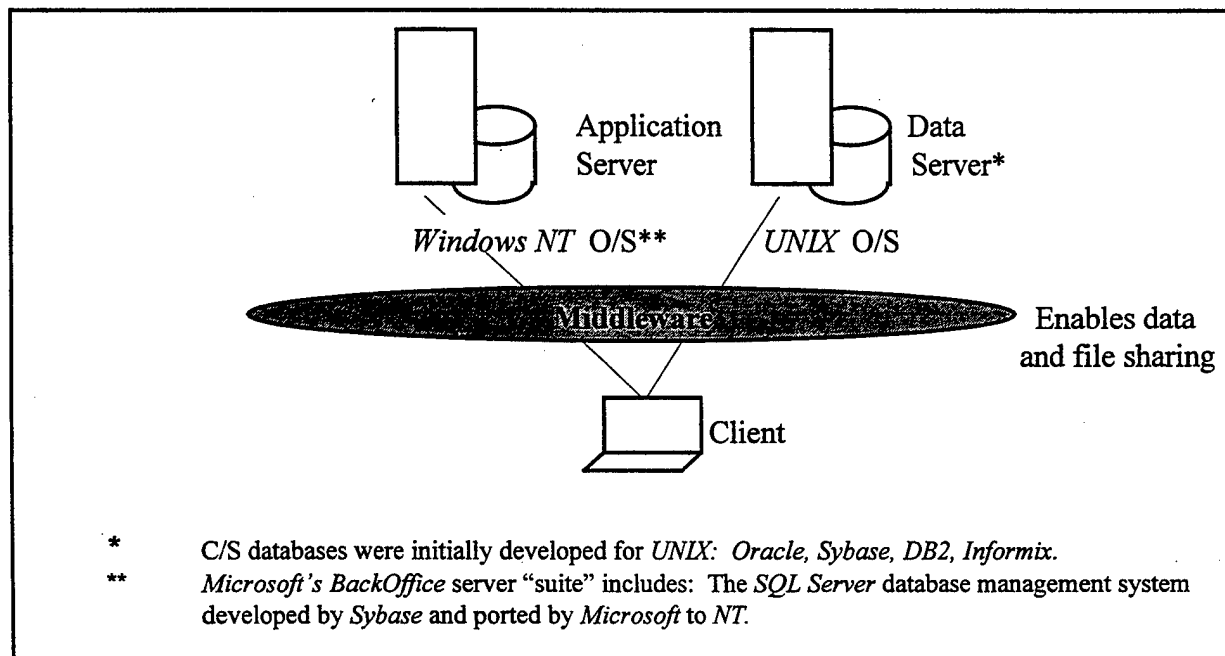 Application
Server
Data
Server*
Windows NT O/S**
UNIX O/S
Middleware
Enables data
and file sharing
Client
* C/S databases were initially developed for UNIX: Oracle, Sybase, DB2, Informix.
** Microsoft's BackOffice server “suite” includes: The SQL Server database management system
developed by Sybase and ported by Microsoft to NT.